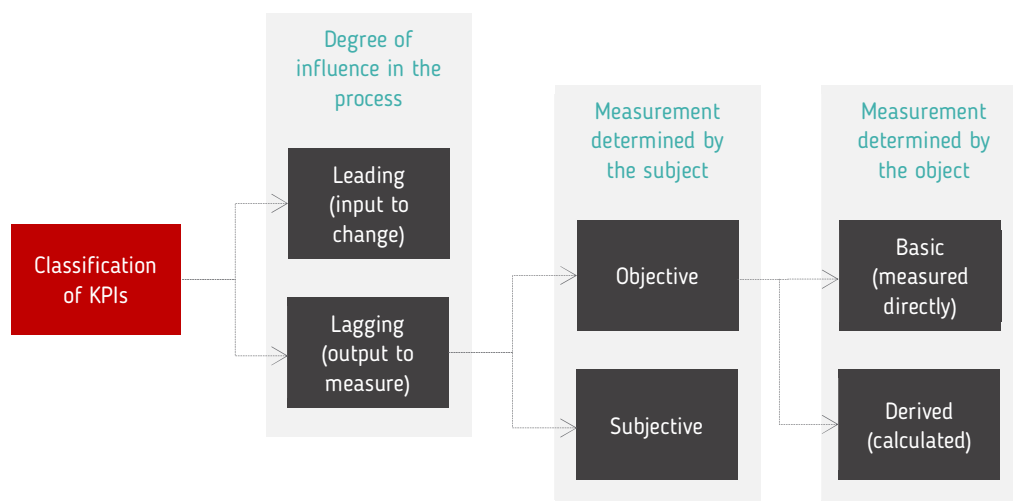 Degree of
influence in the
process
Measurement
determined by
the subject
Measurement
determined by
the object
Leading
(input to
change)
Classification
of KPIs
Objective
Basic
(measured
directly)
Lagging
(output to
measure)
Subjective
Derived
(calculated)